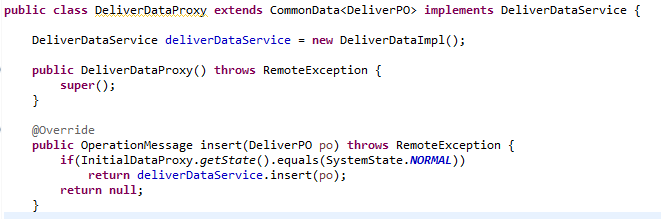 public class DeliverDataProxy extends CommonData<DeliverPO> implements DeliverDataService {
DeliverDataService deliverDataService = new DeliverDataImpl();
public DeliverDataProxy() throws RemoteException {
super();
}
@Override
public OperationMessage insert(DeliverPO po) throws RemoteException {
if(InitialDataProxy.getState().equals(SystemState.NORMAL))
return deliverDataService.insert(po);
return null;
}